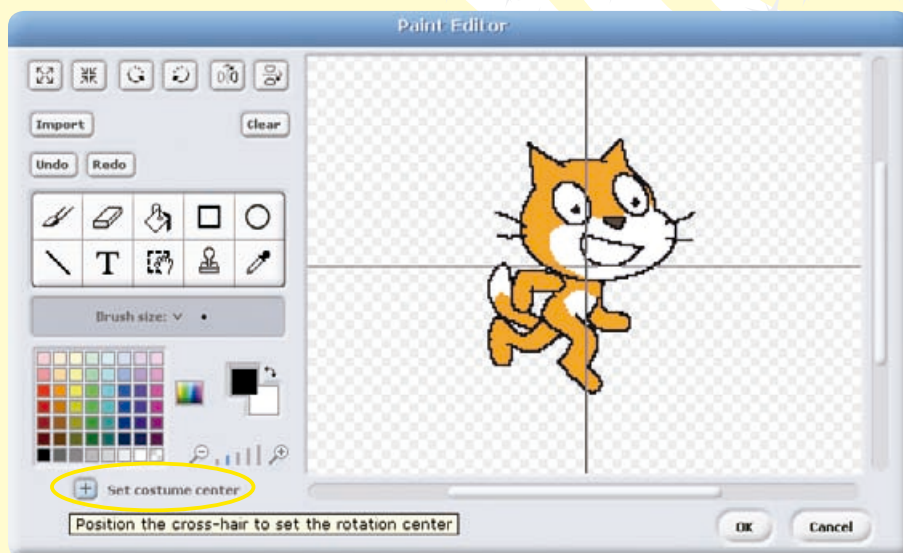 Paint Editor
Import
Clear
Undo
Redo
T
Brush size:
Set costume center
Position the cross-hair to set the rotation center
OK
Cancel